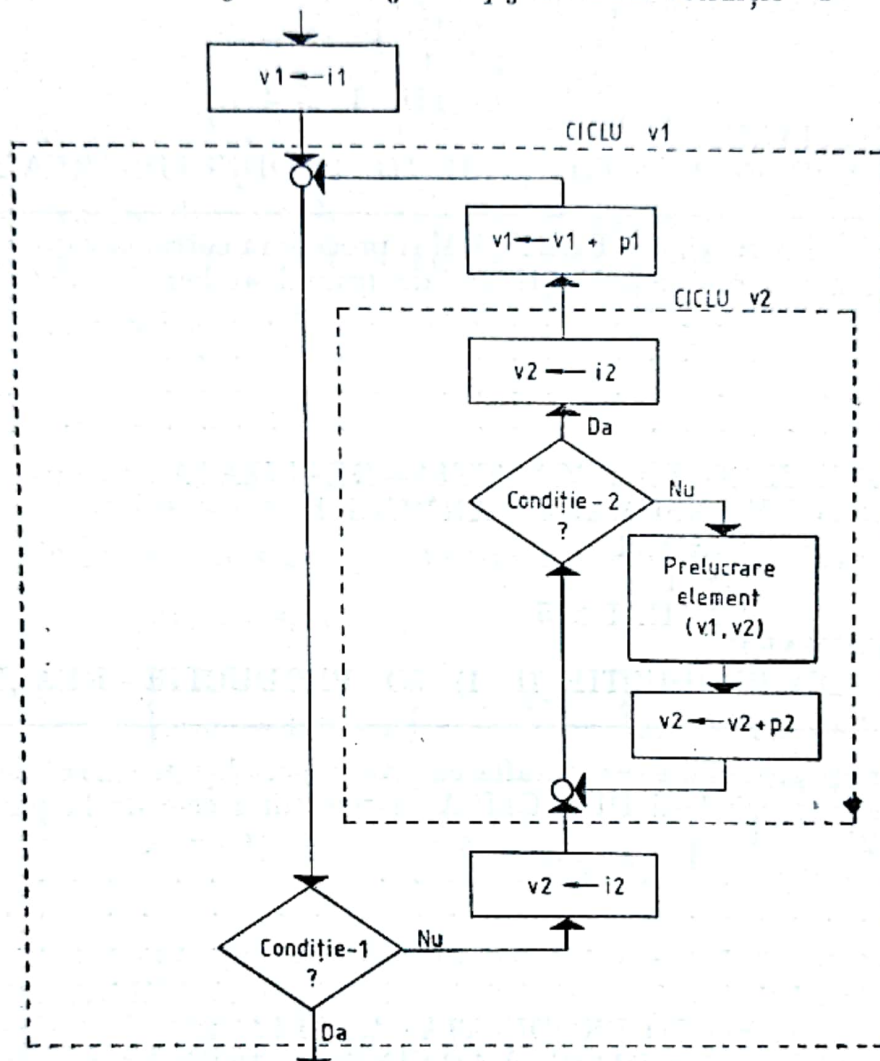 v1 ← i1
CICLU v1
v1 ← v1 + p1
CICLU v2
v2 ← i2
Da
Condiție-2
?
Nu
Prelucrare
element
(v1, v2)
v2 ← v2+p2
v2 ← i2
Condiție-1
?
Nu
Da